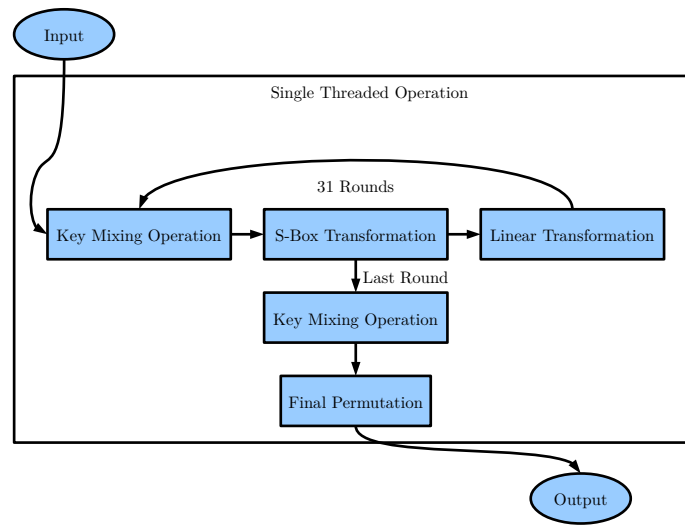 Input
Single Threaded Operation
31 Rounds
Key Mixing Operation
S-Box Transformation
Linear Transformation
Last Round
Key Mixing Operation
Final Permutation
Output